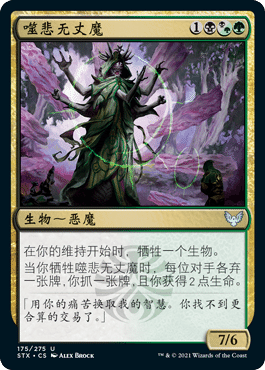 噬悲无丈魔 1
生物～恶魔
在你的维持开始时，牺牲一个生物。
当你牺牲噬悲无丈魔时，每位对手各弃
一张牌，你抓一张牌，且你获得2点生命。
「用你的痛苦换取我的智慧。你找不到更
合算的交易了。」
7/6
175/275 U
STX • CS ALEX BROCK
™ & © 2021 Wizards of the Coast